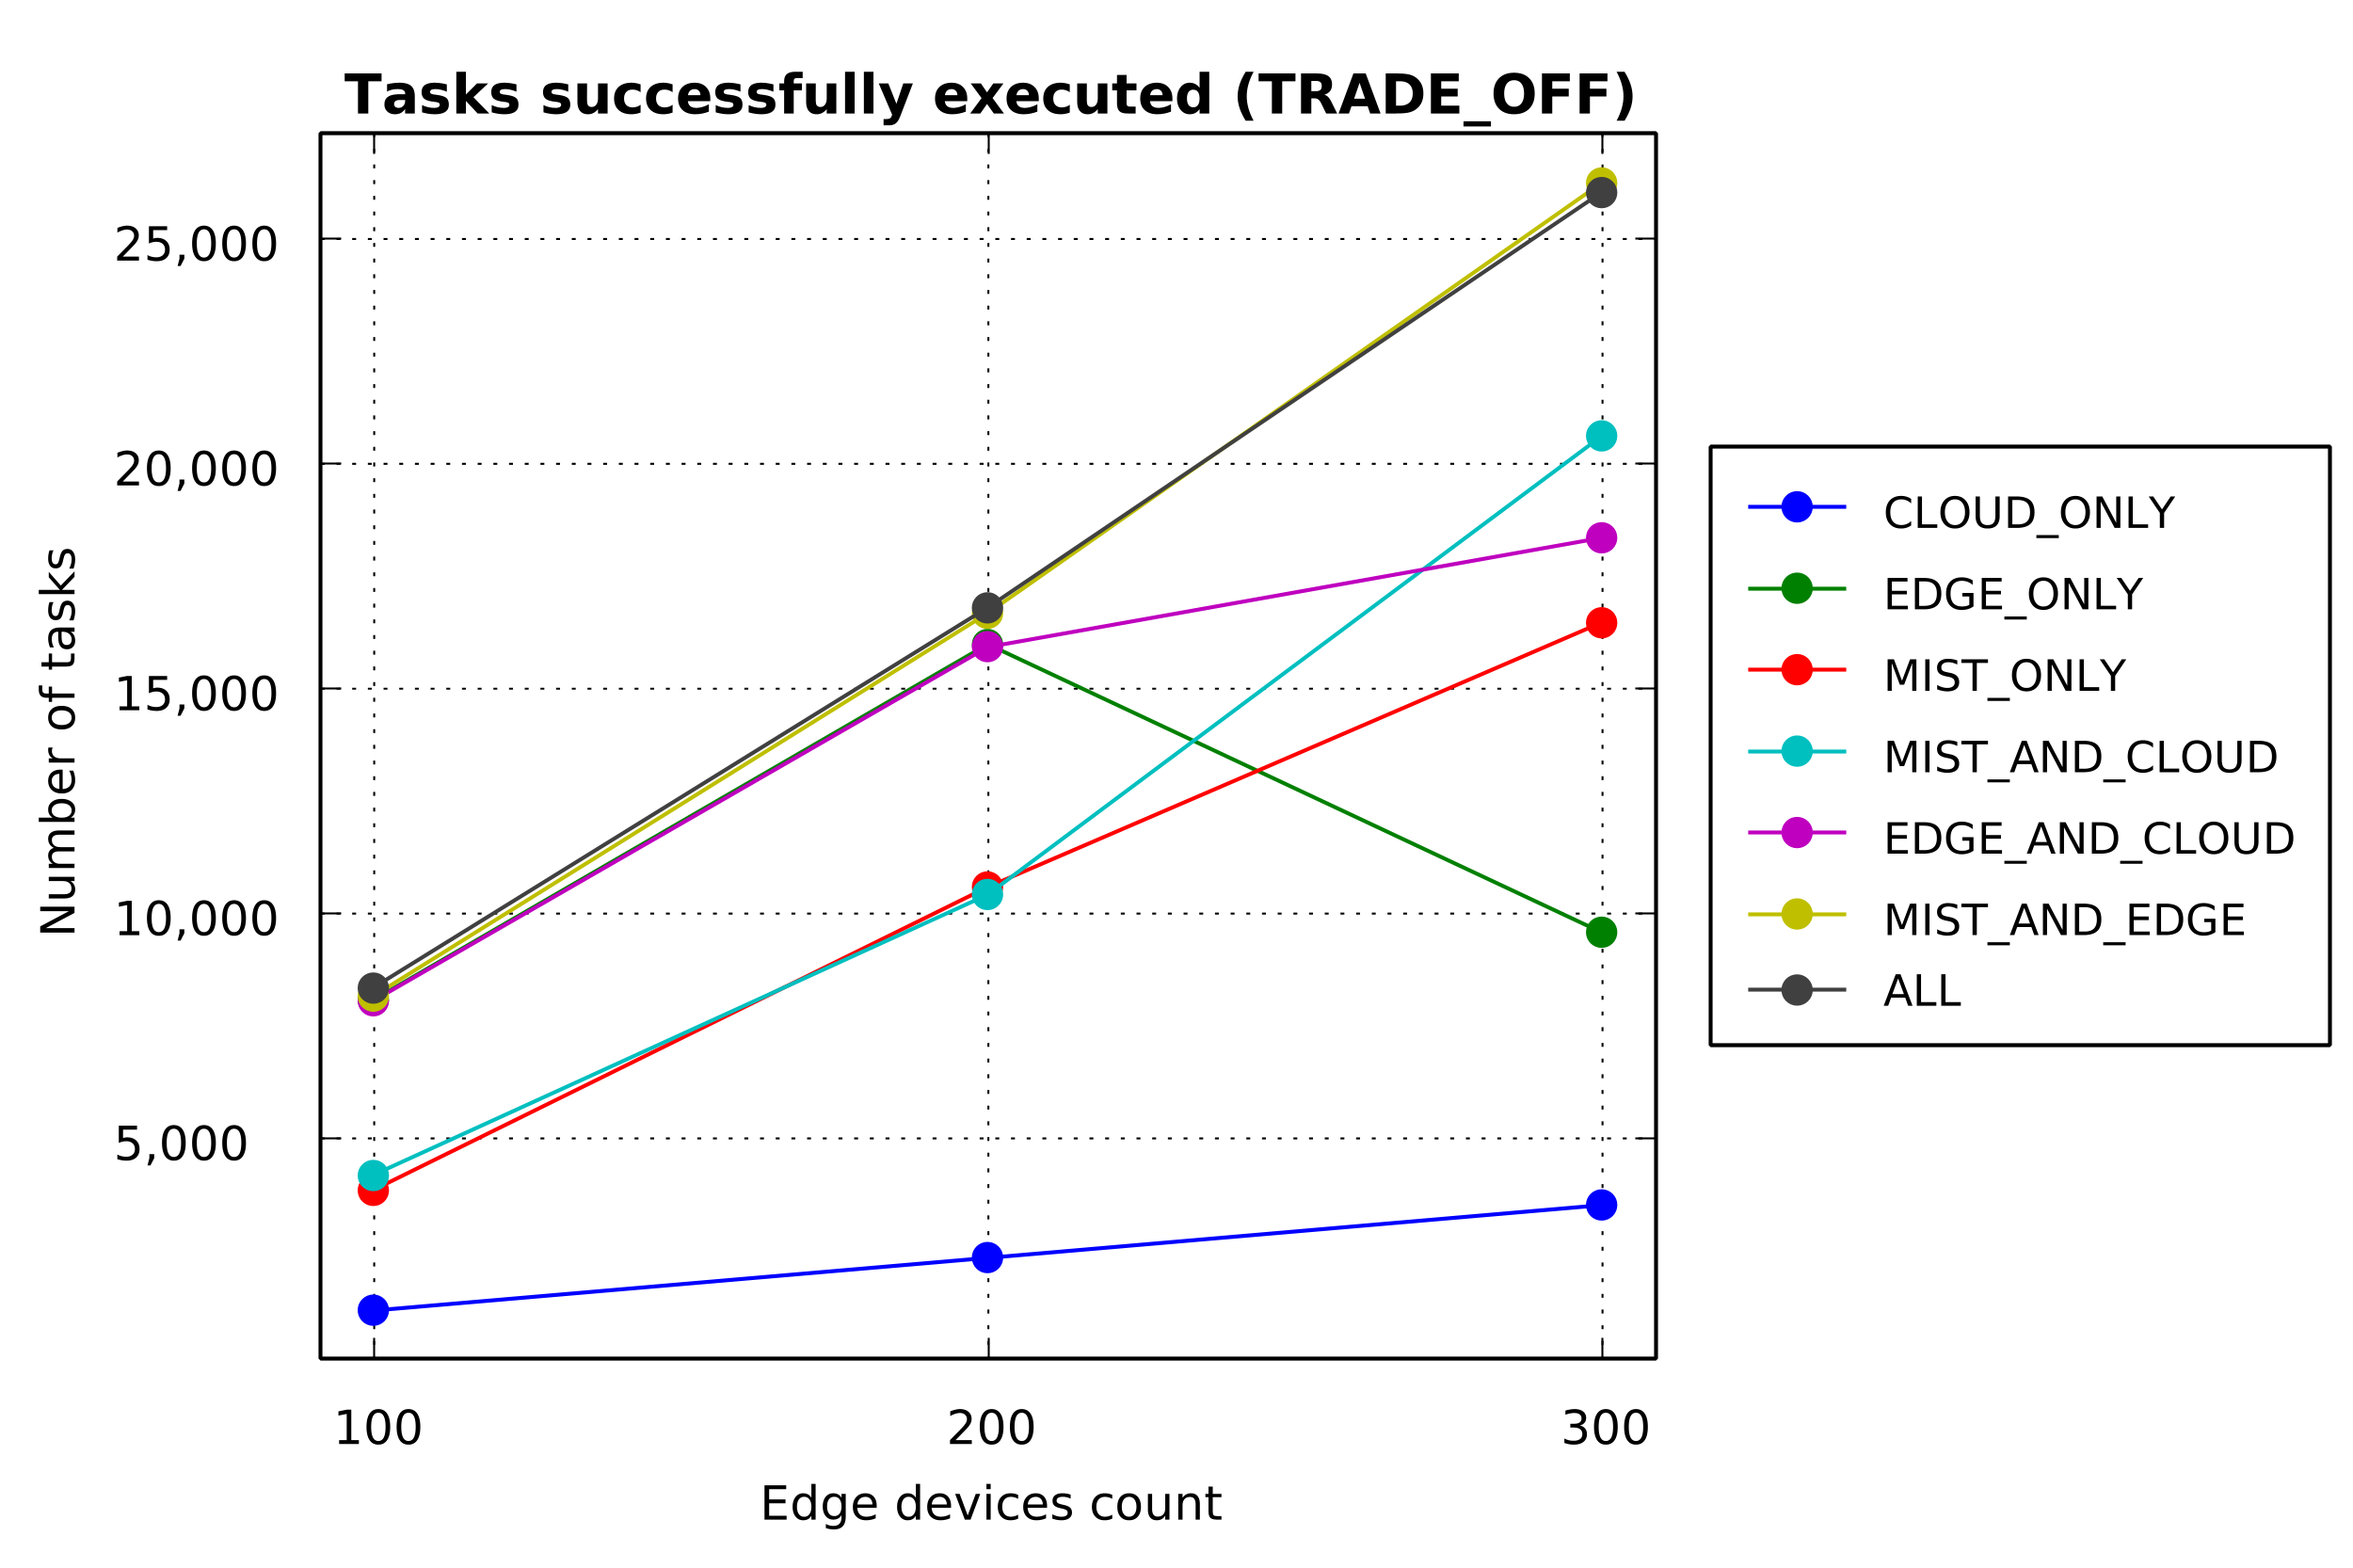 Tasks successfully executed (TRADE_OFF)
Number of tasks
25,000
20,000
15,000
10,000
5,000
100
200
300
Edge devices count
CLOUD_ONLY
EDGE_ONLY
MIST_ONLY
MIST_AND_CLOUD
EDGE_AND_CLOUD
MIST_AND_EDGE
ALL